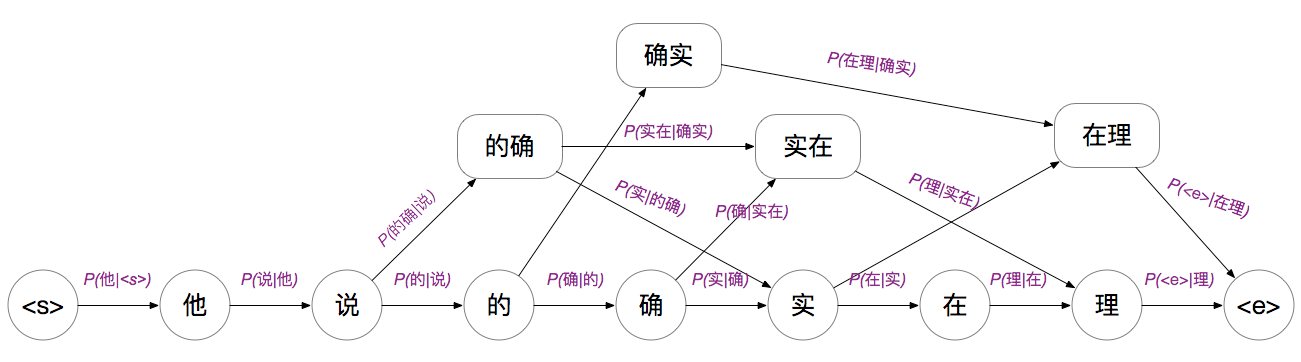 确实
P(在理|确实)
的确
P(实在|确实)
实在
在理
P(的确|说)
P(实|的确)
P(确|实在)
P(理|实在)
P(<e>|在理)
<s>
P(他|<s>)
他
P(说|他)
说
P(的|说)
的
P(确|的)
确
P(实|确)
实
P(在|实)
在
P(理|在)
理
P(<e>|理)
<e>